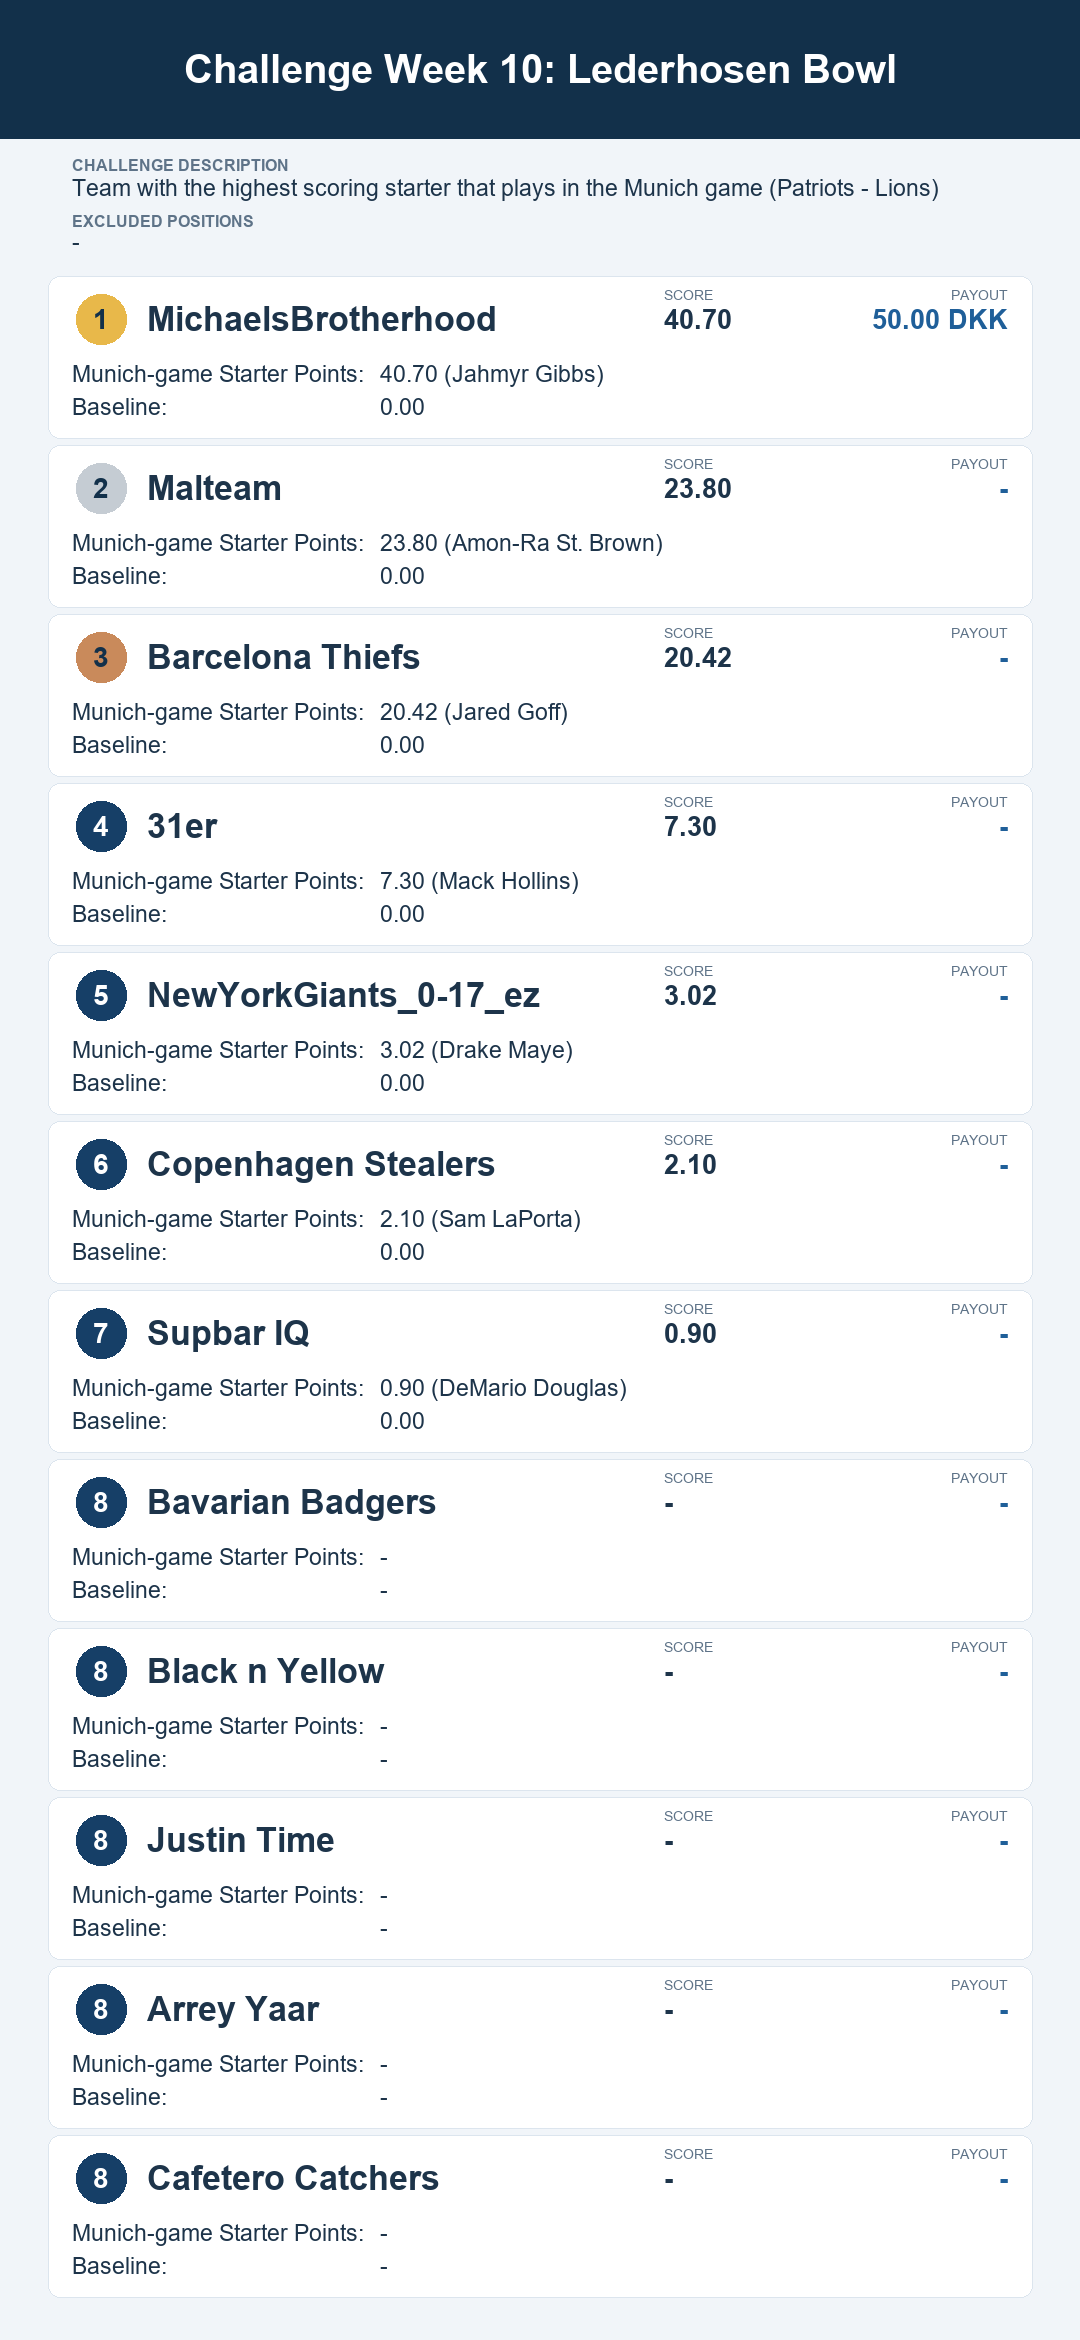 Challenge Week 10: Lederhosen Bowl
CHALLENGE DESCRIPTION
Team with the highest scoring starter that plays in the Munich game (Patriots - Lions)
EXCLUDED POSITIONS
-
1 MichaelsBrotherhood SCORE 40.70 PAYOUT 50.00 DKK
Munich-game Starter Points: 40.70 (Jahmyr Gibbs)
Baseline: 0.00
2 Malteam SCORE 23.80 PAYOUT -
Munich-game Starter Points: 23.80 (Amon-Ra St. Brown)
Baseline: 0.00
3 Barcelona Thiefs SCORE 20.42 PAYOUT -
Munich-game Starter Points: 20.42 (Jared Goff)
Baseline: 0.00
4 31er SCORE 7.30 PAYOUT -
Munich-game Starter Points: 7.30 (Mack Hollins)
Baseline: 0.00
5 NewYorkGiants_0-17_ez SCORE 3.02 PAYOUT -
Munich-game Starter Points: 3.02 (Drake Maye)
Baseline: 0.00
6 Copenhagen Stealers SCORE 2.10 PAYOUT -
Munich-game Starter Points: 2.10 (Sam LaPorta)
Baseline: 0.00
7 Supbar IQ SCORE 0.90 PAYOUT -
Munich-game Starter Points: 0.90 (DeMario Douglas)
Baseline: 0.00
8 Bavarian Badgers SCORE - PAYOUT -
Munich-game Starter Points: -
Baseline: -
8 Black n Yellow SCORE - PAYOUT -
Munich-game Starter Points: -
Baseline: -
8 Justin Time SCORE - PAYOUT -
Munich-game Starter Points: -
Baseline: -
8 Arrey Yaar SCORE - PAYOUT -
Munich-game Starter Points: -
Baseline: -
8 Cafetero Catchers SCORE - PAYOUT -
Munich-game Starter Points: -
Baseline: -